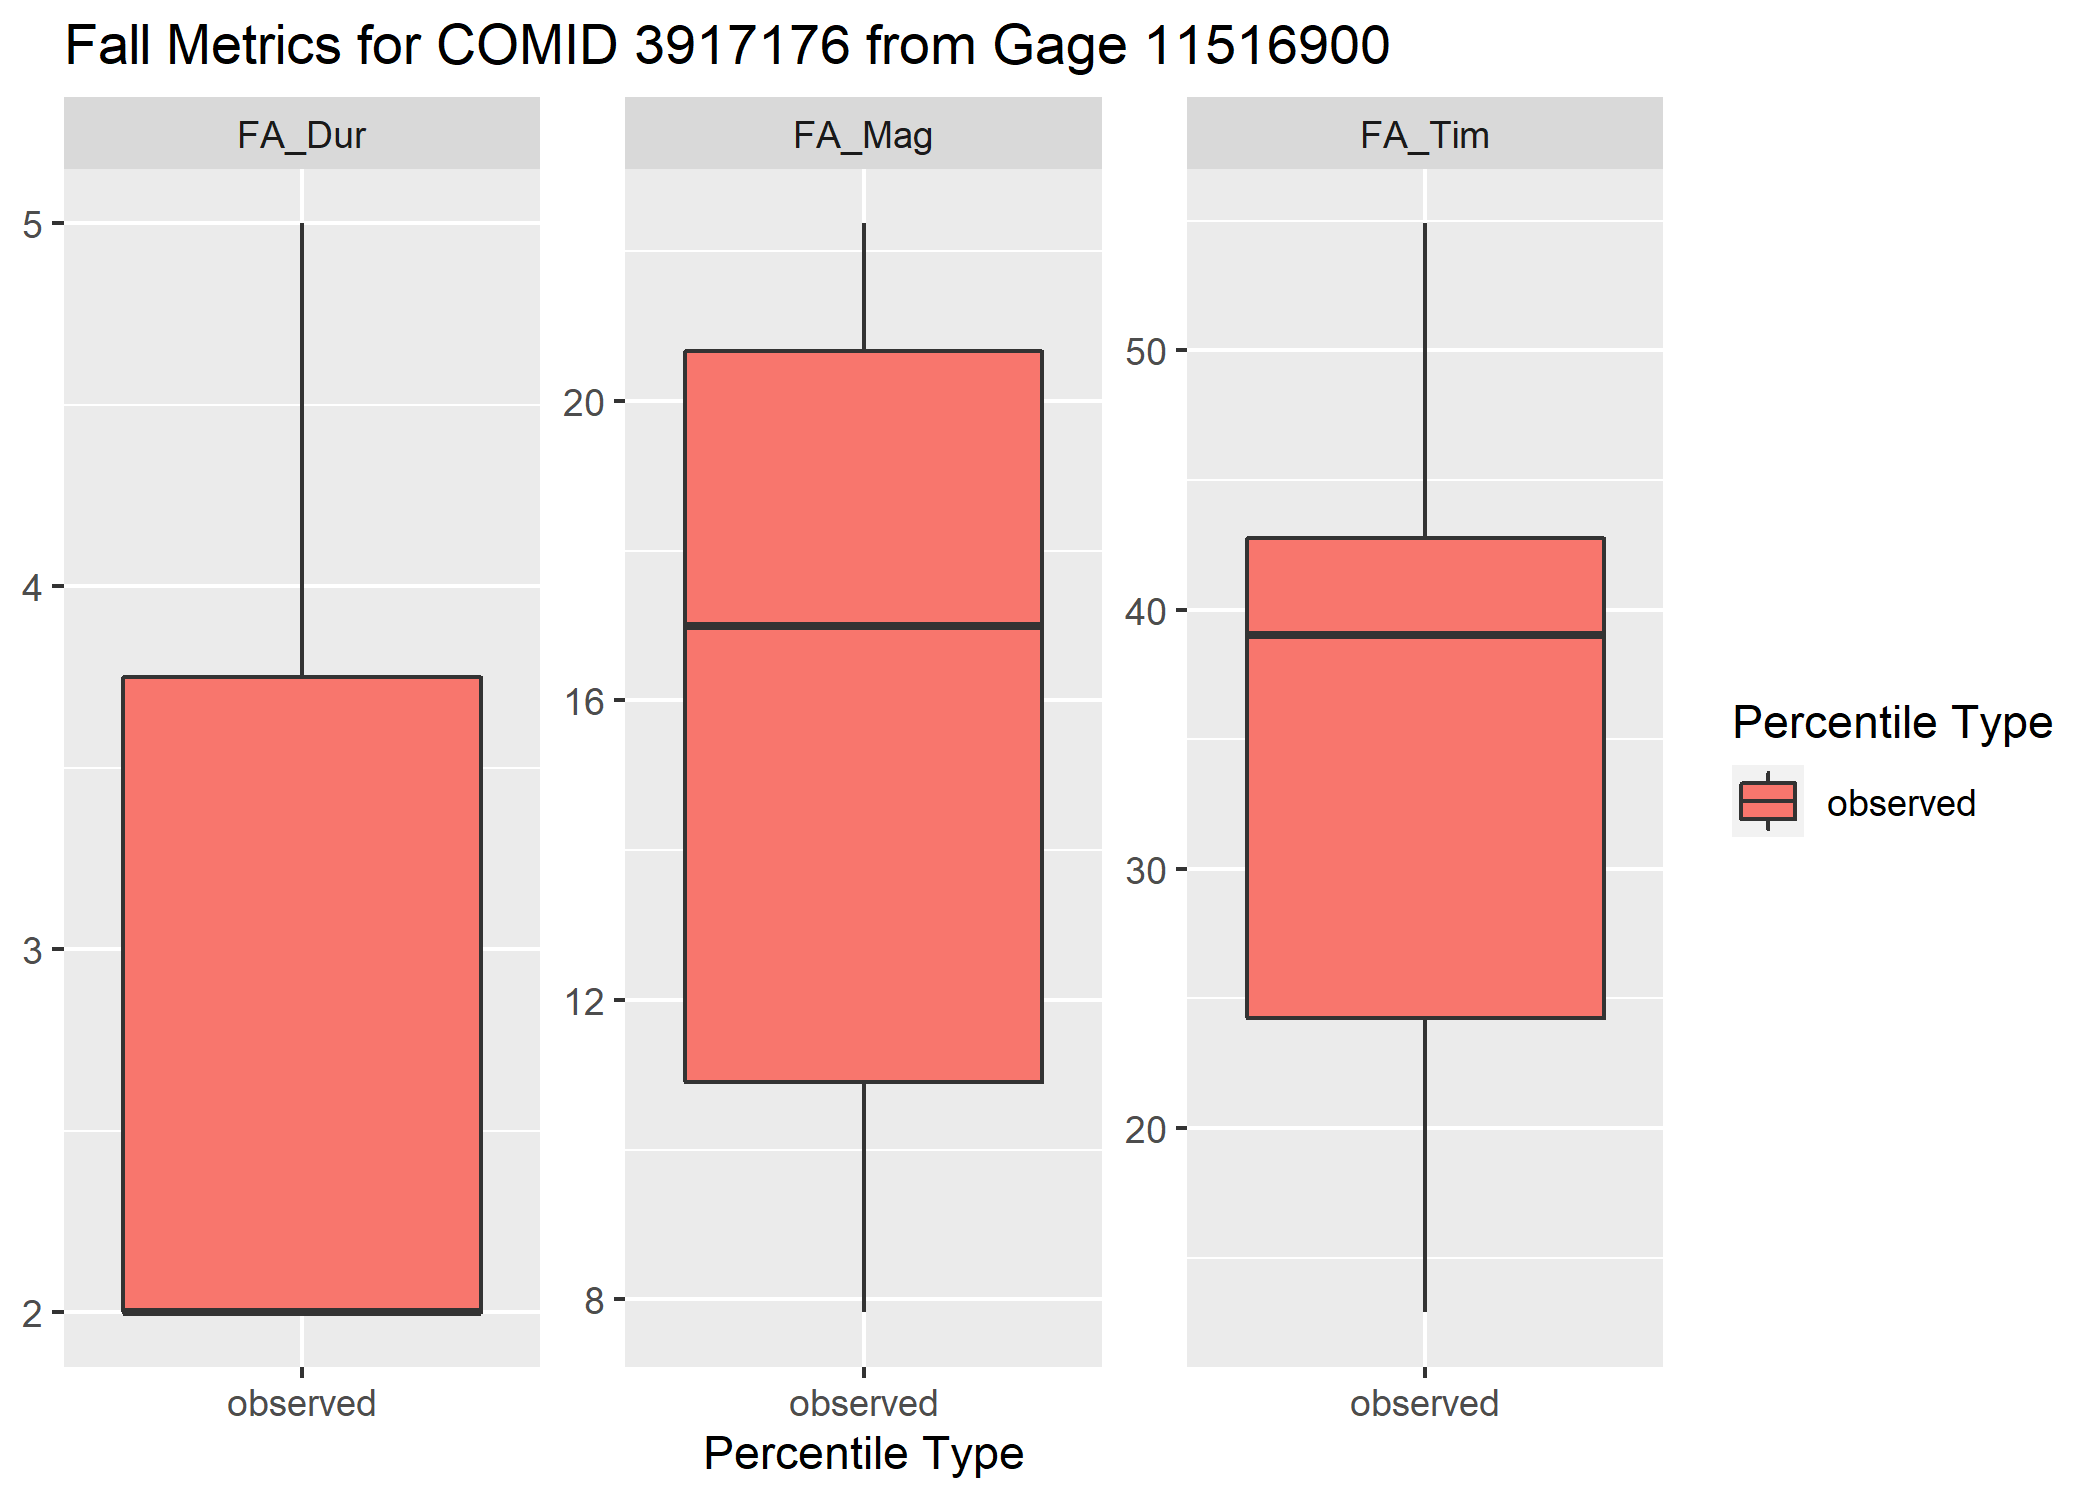 Fall Metrics for COMID 3917176 from Gage 11516900
FA_Dur
FA_Mag
FA_Tim
5
4
3
2
20
16
12
8
50
40
30
20
observed
observed
observed
Percentile Type
Percentile Type
observed